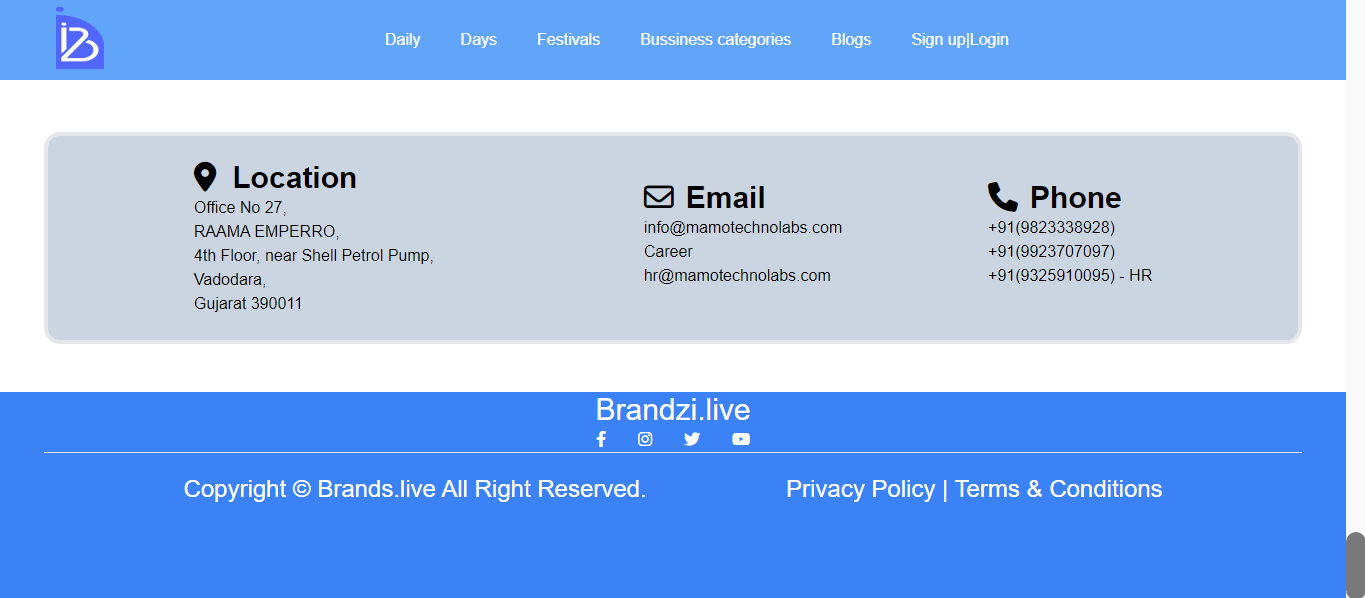 Daily Days Festivals Bussiness categories Blogs Sign up|Login
Location
Office No 27,
RAAMA EMPERRO,
4th Floor, near Shell Petrol Pump,
Vadodara,
Gujarat 390011
Email
info@mamotechnolabs.com
Career
hr@mamotechnolabs.com
Phone
+91(9823338928)
+91(9923707097)
+91(9325910095) - HR
Brandzi.live
Copyright © Brands.live All Right Reserved.
Privacy Policy | Terms & Conditions